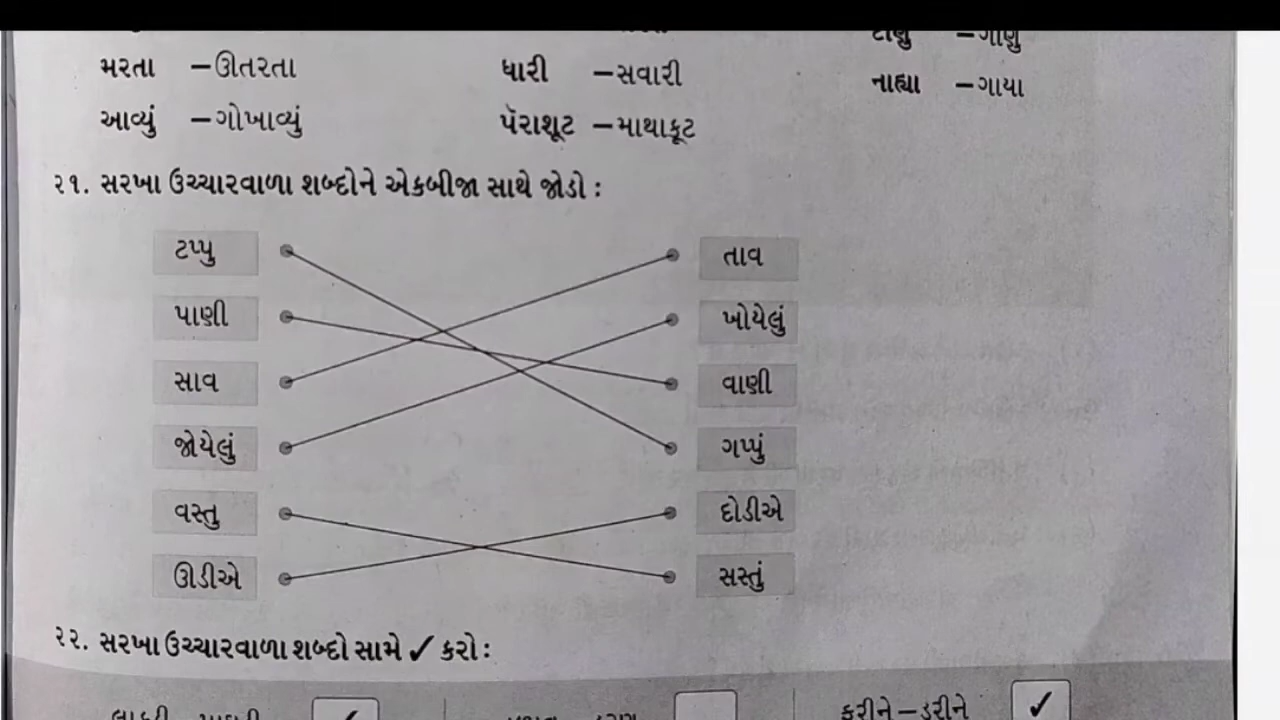 ટાણુ – ગાણુ
મરતા – ઊતરતા ધારી – સવારી નાહ્યા – ગાયા
આવ્યું – ગોખાવ્યું પૅરાશૂટ – માથાકૂટ
૨૧. સરખા ઉચ્ચારવાળા શબ્દોને એકબીજા સાથે જોડો :
ટપ્પુ તાવ
પાણી ખોયેલું
સાવ વાણી
જોયેલું ગપ્પું
વસ્તુ દોડીએ
ઊડીએ સસ્તું
૨૨. સરખા ઉચ્ચારવાળા શબ્દો સામે ✓ કરો :
ફરીને – ડરીને ✓